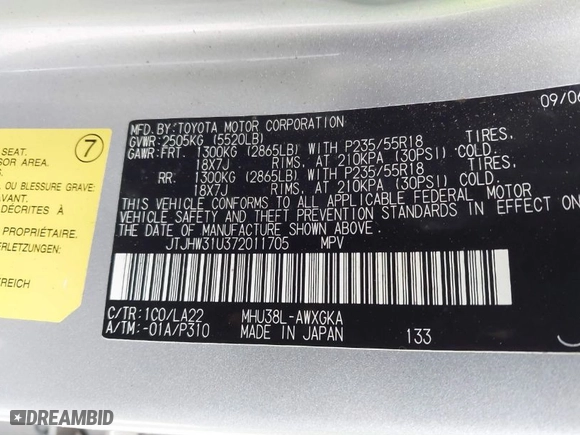 7
SEAT.
SOR AREA.
S.
OU BLESSURE GRAVE:
AVANT.
DÉCRITES À
PROPRIÉTAIRE.
VERLETZUNGEN.
09/06
MFD.BY:TOYOTA MOTOR CORPORATION
GVWR:2505KG (5520LB)
GAWR:FRT. 1300KG (2865LB) WITH P235/55R18 TIRES.
18X7J RIMS. AT 210KPA (30PSI) COLD.
RR. 1300KG (2865LB) WITH P235/55R18 TIRES.
18X7J RIMS. AT 210KPA (30PSI) COLD.
THIS VEHICLE CONFORMS TO ALL APPLICABLE FEDERAL MOTOR
VEHICLE SAFETY AND THEFT PREVENTION STANDARDS IN EFFECT ON
THE DATE OF MANUFACTURE SHOWN ABOVE.
JTJHW31U372011705 MPV
C/TR:1C0/LA22 MHU38L-AWXGKA
A/TM:-01A/P310 MADE IN JAPAN 133
DREAMBID